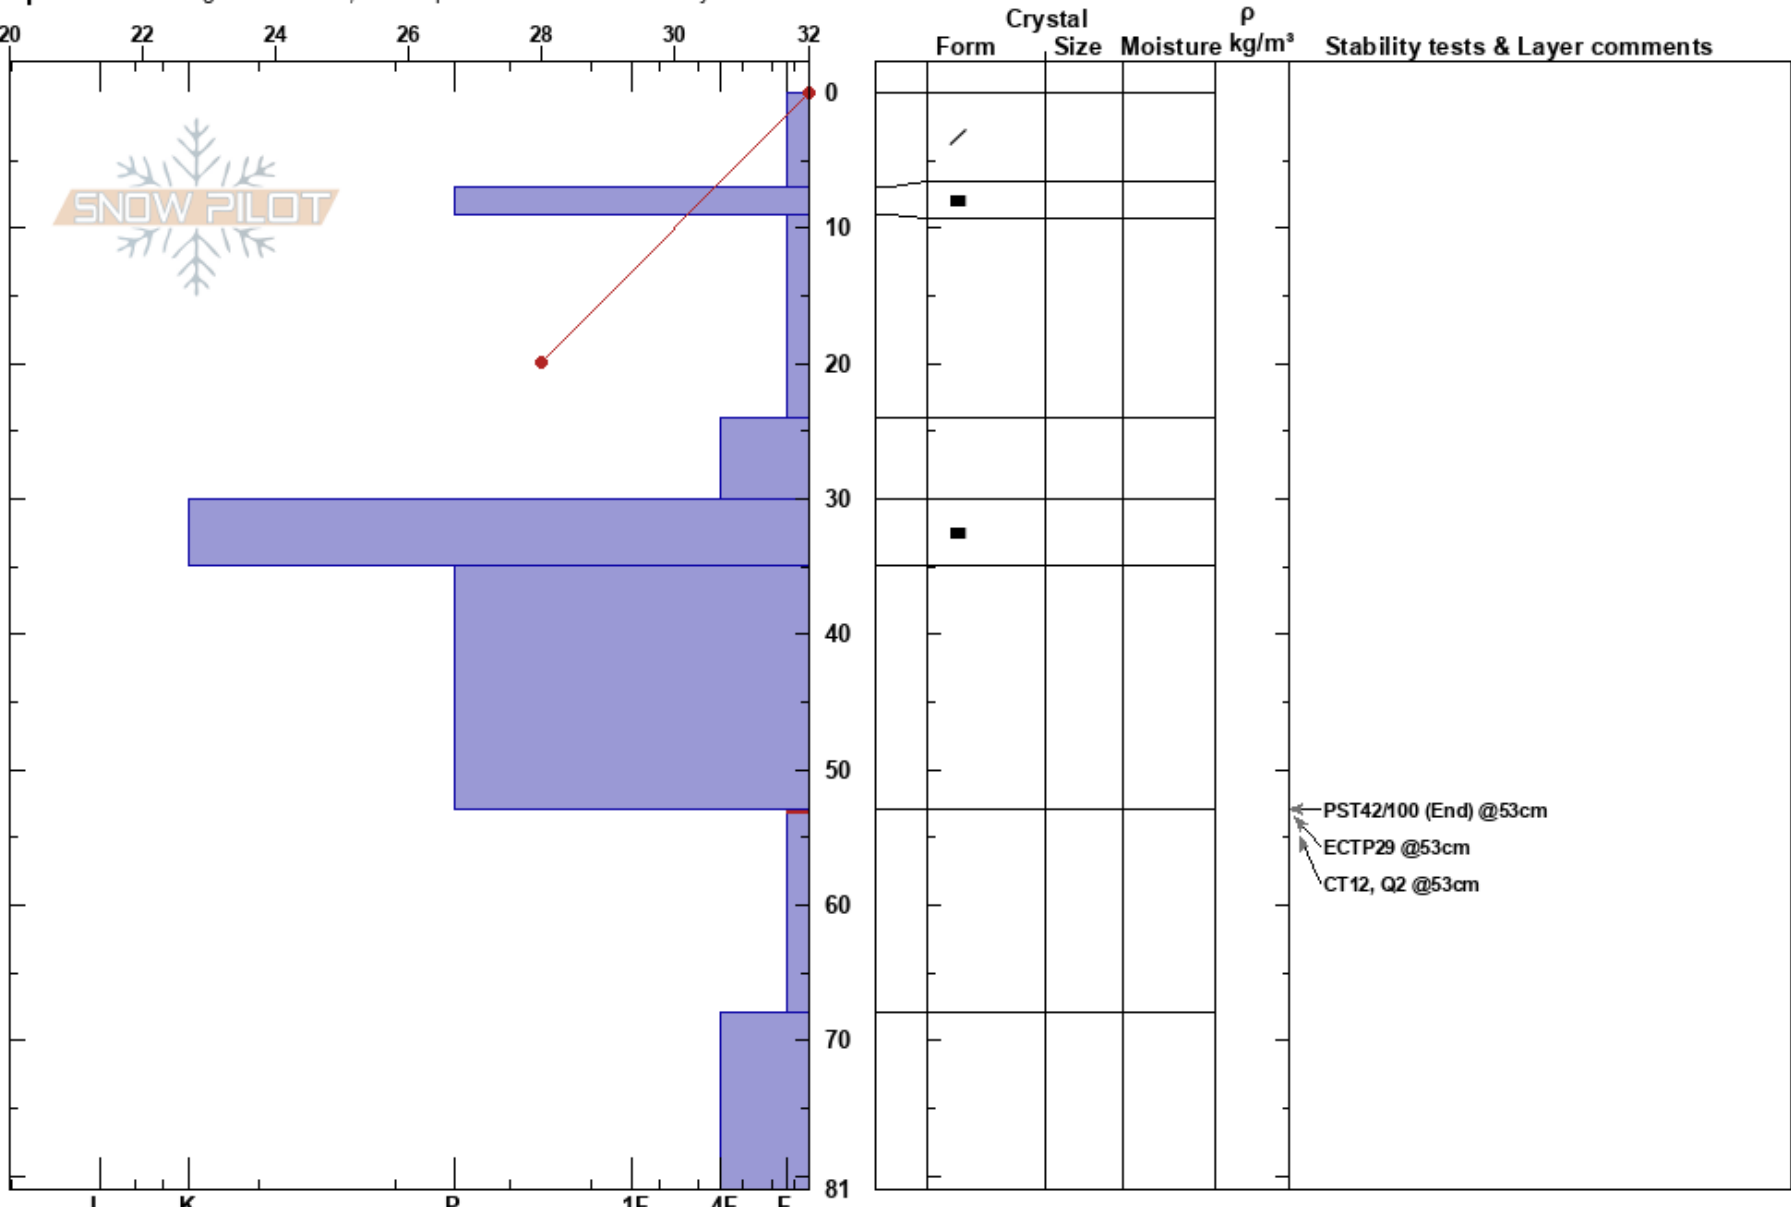 20 22 24 26 28 30 32
Crystal
ρ
Form Size Moisture kg/m³ Stability tests & Layer comments
0
SNOW PILOT
10
20
30
40
50
PST42/100 (End) @53cm
ECTP29 @53cm
CT12, Q2 @53cm
60
70
81
I K P 1F 4F F